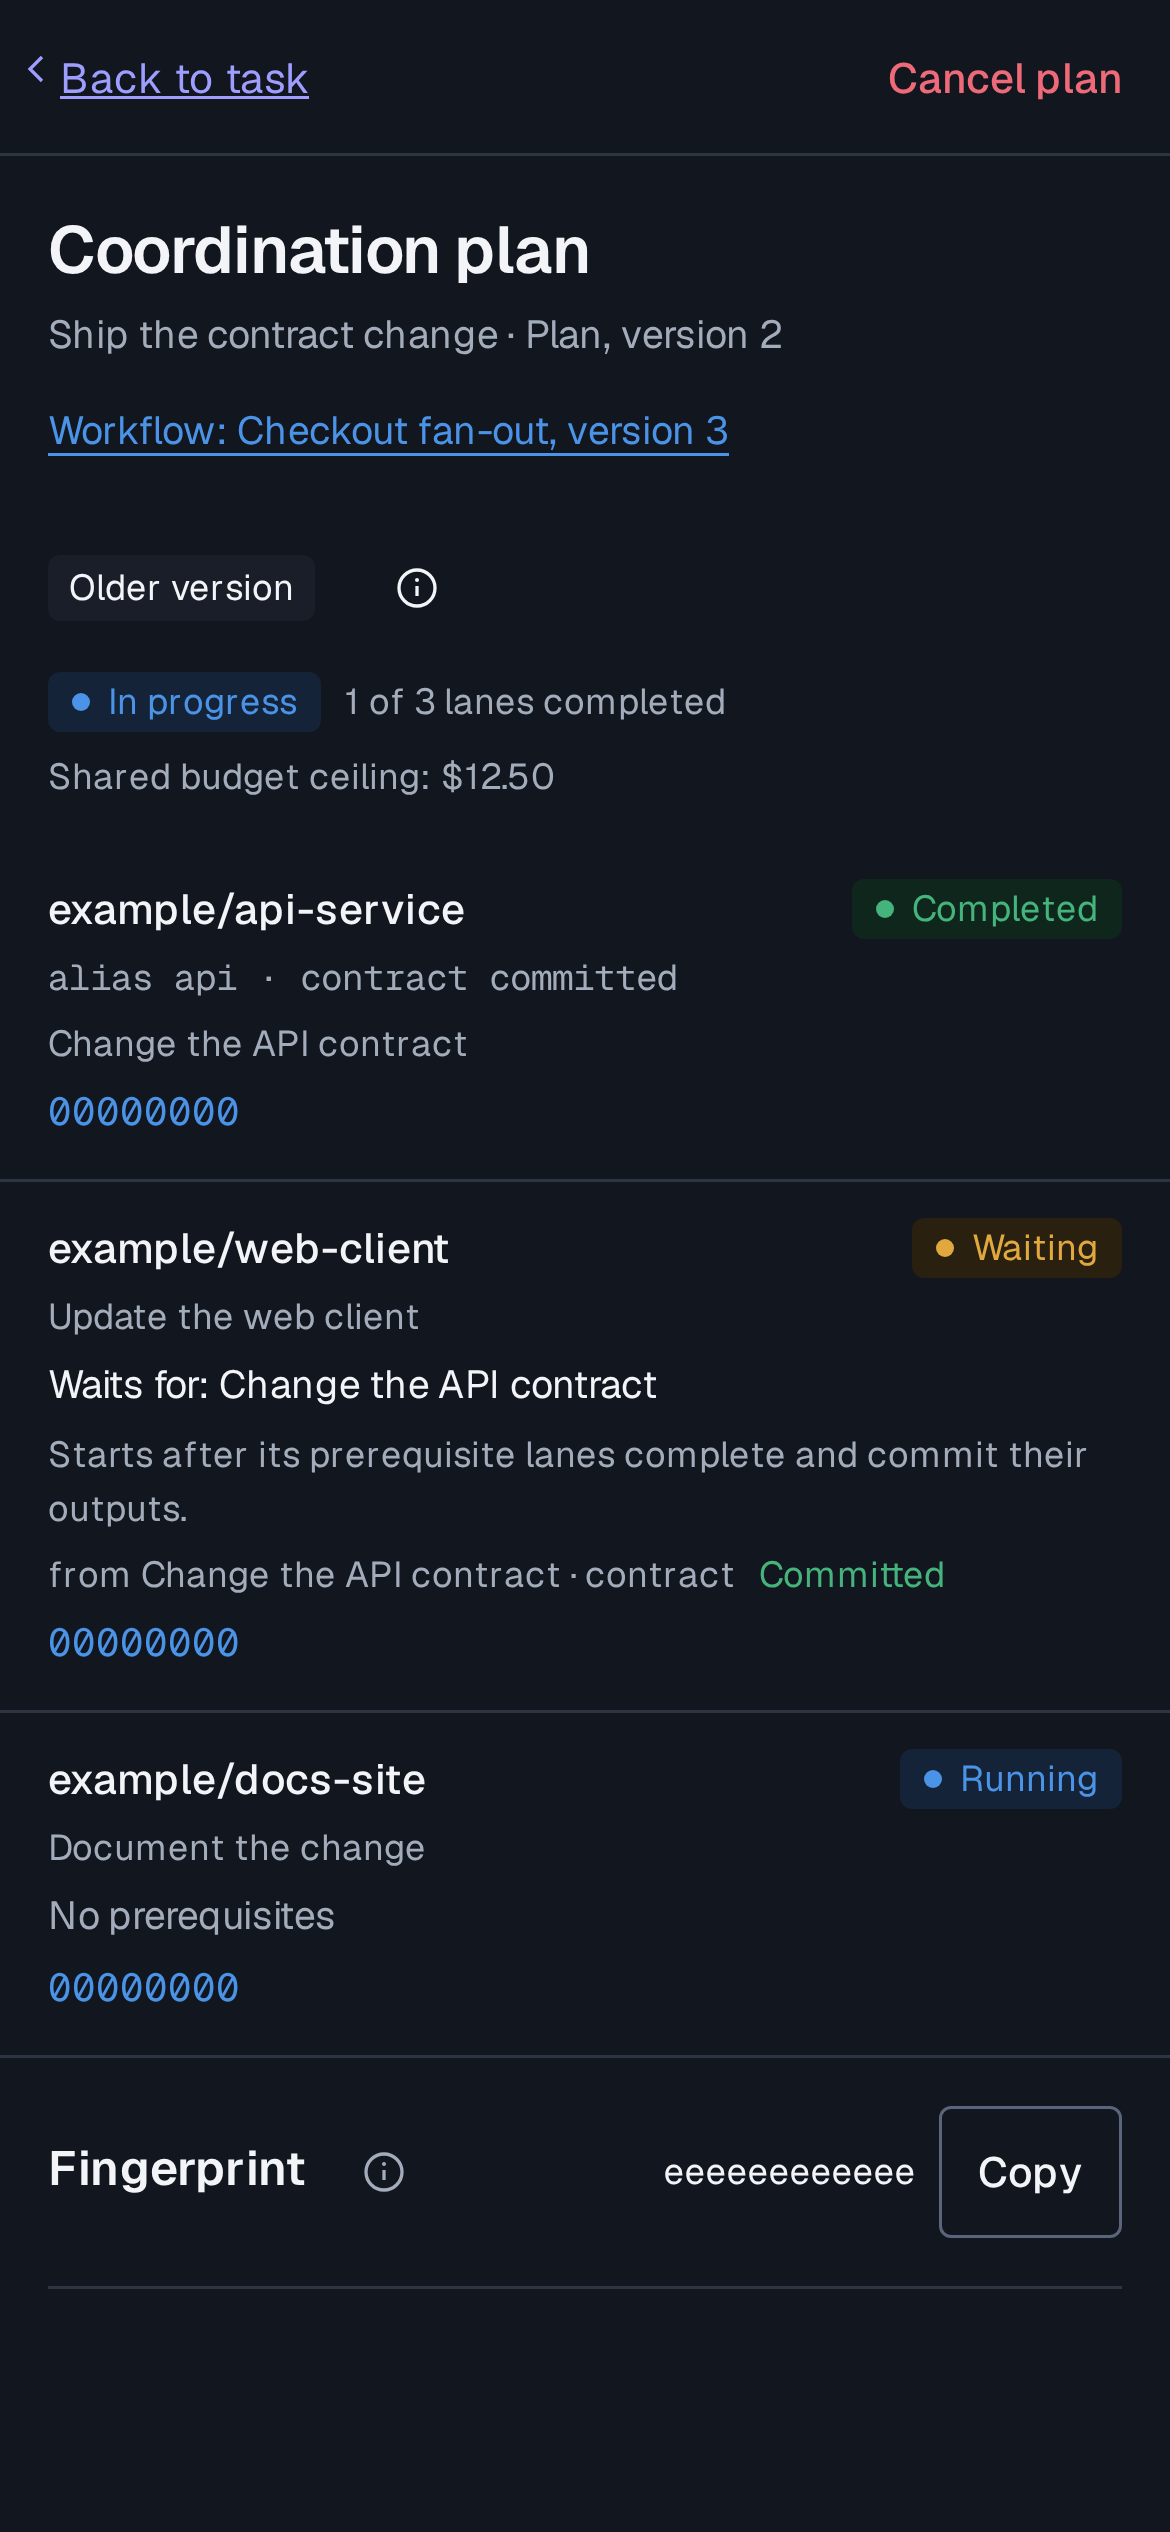 Back to task
Cancel plan
Coordination plan
Ship the contract change · Plan, version 2
Workflow: Checkout fan-out, version 3
Older version
In progress
1 of 3 lanes completed
Shared budget ceiling: $12.50
example/api-service
Completed
alias api · contract committed
Change the API contract
00000000
example/web-client
Waiting
Update the web client
Waits for: Change the API contract
Starts after its prerequisite lanes complete and commit their
outputs.
from Change the API contract · contract Committed
00000000
example/docs-site
Running
Document the change
No prerequisites
00000000
Fingerprint
eeeeeeeeeeee
Copy